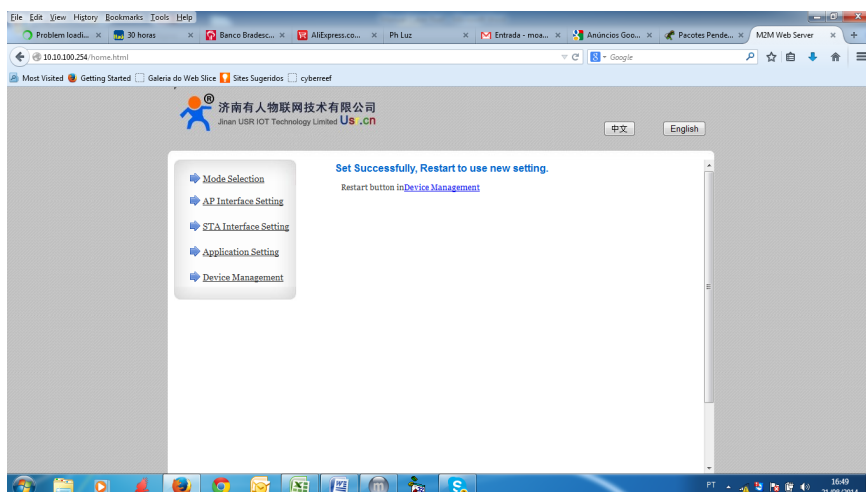 File Edit View History Bookmarks Tools Help
Problem loadi... 30 horas Banco Bradesc... AliExpress.co... Ph Luz Entrada - moa... Anúncios Goo... Pacotes Pende... M2M Web Server
10.10.100.254/home.html Google
Most Visited Getting Started Galeria do Web Slice Sites Sugeridos cyberreef
济南有人物联网技术有限公司
Jinan USR IOT Technology Limited
中文 English
Set Successfully, Restart to use new setting.
Restart button inDevice Management
Mode Selection
AP Interface Setting
STA Interface Setting
Application Setting
Device Management
PT 16:49
21/08/2014